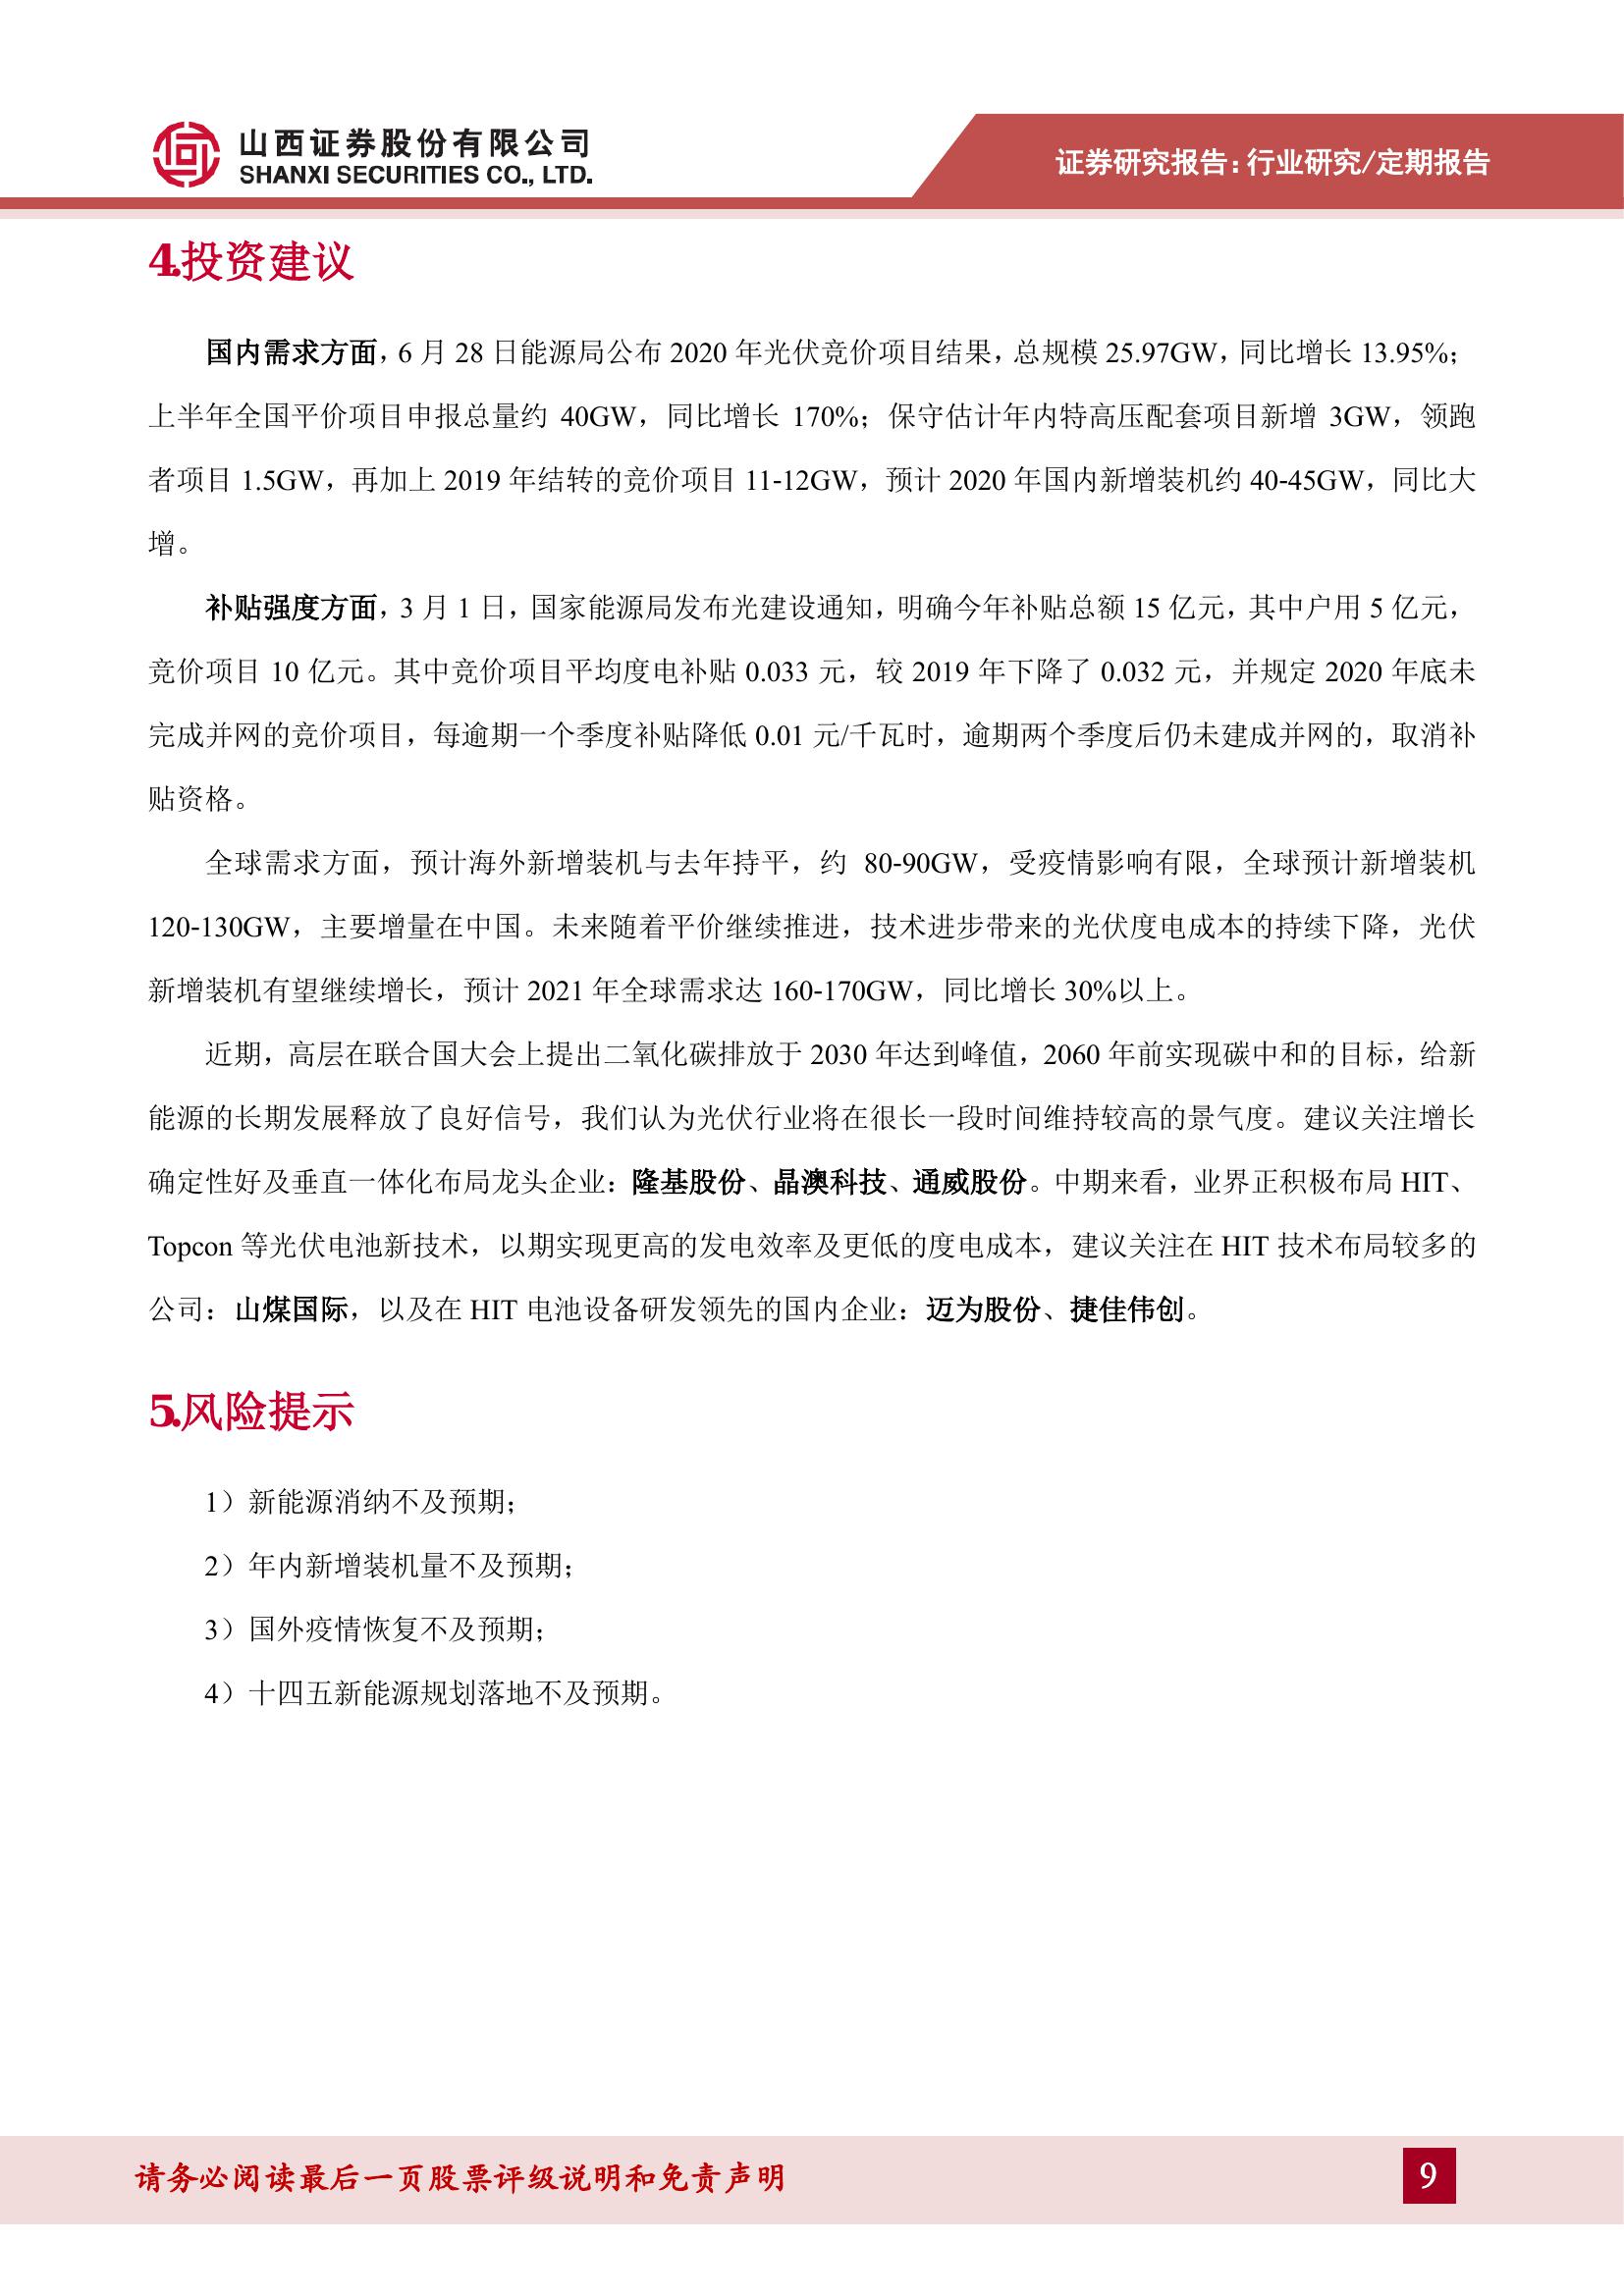 山西证券股份有限公司
SHANXI SECURITIES CO., LTD.
证券研究报告：行业研究/定期报告
4.投资建议
国内需求方面，6 月 28 日能源局公布 2020 年光伏竞价项目结果，总规模 25.97GW，同比增长 13.95%；
上半年全国平价项目申报总量约 40GW，同比增长 170%；保守估计年内特高压配套项目新增 3GW，领跑
者项目 1.5GW，再加上 2019 年结转的竞价项目 11-12GW，预计 2020 年国内新增装机约 40-45GW，同比大
增。
补贴强度方面，3 月 1 日，国家能源局发布光建设通知，明确今年补贴总额 15 亿元，其中户用 5 亿元，
竞价项目 10 亿元。其中竞价项目平均度电补贴 0.033 元，较 2019 年下降了 0.032 元，并规定 2020 年底未
完成并网的竞价项目，每逾期一个季度补贴降低 0.01 元/千瓦时，逾期两个季度后仍未建成并网的，取消补
贴资格。
全球需求方面，预计海外新增装机与去年持平，约 80-90GW，受疫情影响有限，全球预计新增装机
120-130GW，主要增量在中国。未来随着平价继续推进，技术进步带来的光伏度电成本的持续下降，光伏
新增装机有望继续增长，预计 2021 年全球需求达 160-170GW，同比增长 30%以上。
近期，高层在联合国大会上提出二氧化碳排放于 2030 年达到峰值，2060 年前实现碳中和的目标，给新
能源的长期发展释放了良好信号，我们认为光伏行业将在很长一段时间维持较高的景气度。建议关注增长
确定性好及垂直一体化布局龙头企业：隆基股份、晶澳科技、通威股份。中期来看，业界正积极布局 HIT、
Topcon 等光伏电池新技术，以期实现更高的发电效率及更低的度电成本，建议关注在 HIT 技术布局较多的
公司：山煤国际，以及在 HIT 电池设备研发领先的国内企业：迈为股份、捷佳伟创。
5.风险提示
1）新能源消纳不及预期；
2）年内新增装机量不及预期；
3）国外疫情恢复不及预期；
4）十四五新能源规划落地不及预期。
请务必阅读最后一页股票评级说明和免责声明
9